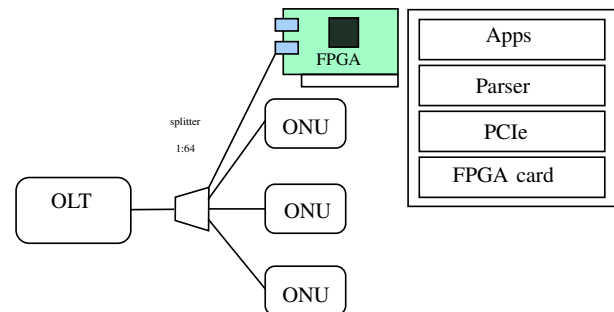 FPGA
Apps
Parser
PCIe
FPGA card
splitter
1:64
ONU
OLT
ONU
ONU